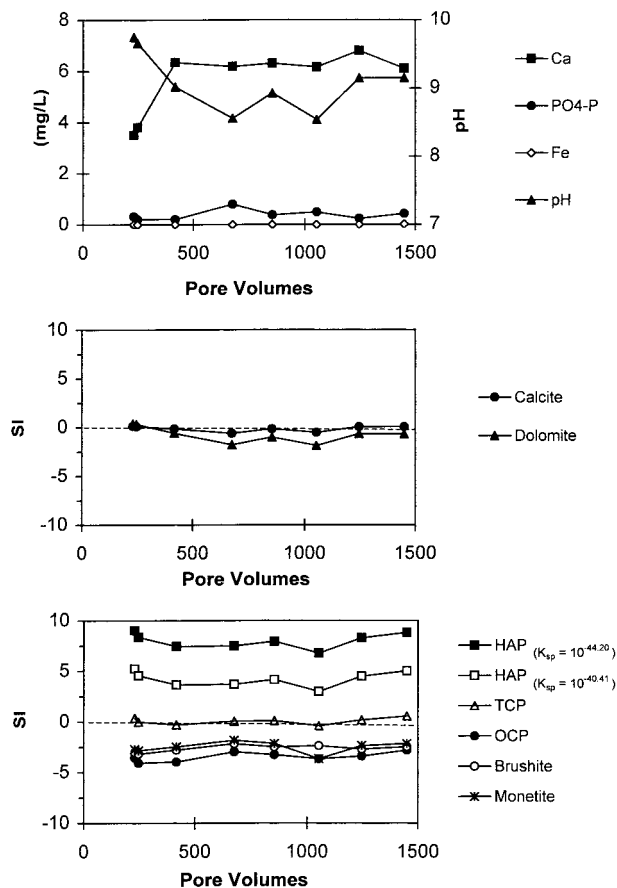 8
6
4
2
0
(mg/L)
10
9
8
7
pH
0
500
1000
1500
Pore Volumes
Ca
PO4-P
Fe
pH
10
5
0
-5
-10
SI
0
500
1000
1500
Pore Volumes
Calcite
Dolomite
10
5
0
-5
-10
SI
0
500
1000
1500
Pore Volumes
HAP (Ksp = 10-44.20)
HAP (Ksp = 10-40.41)
TCP
OCP
Brushite
Monetite